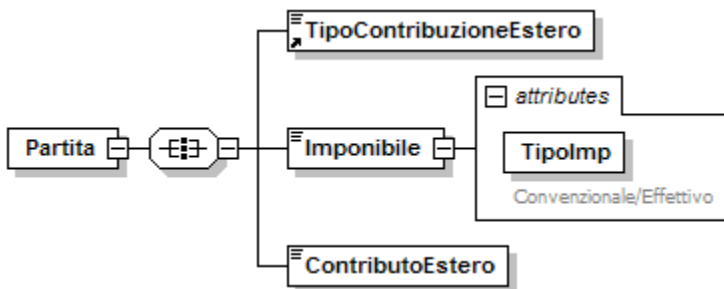 TipoContribuzioneEstero
attributes
Partita
Imponibile
TipoImp
Convenzionale/Effettivo
ContributoEstero